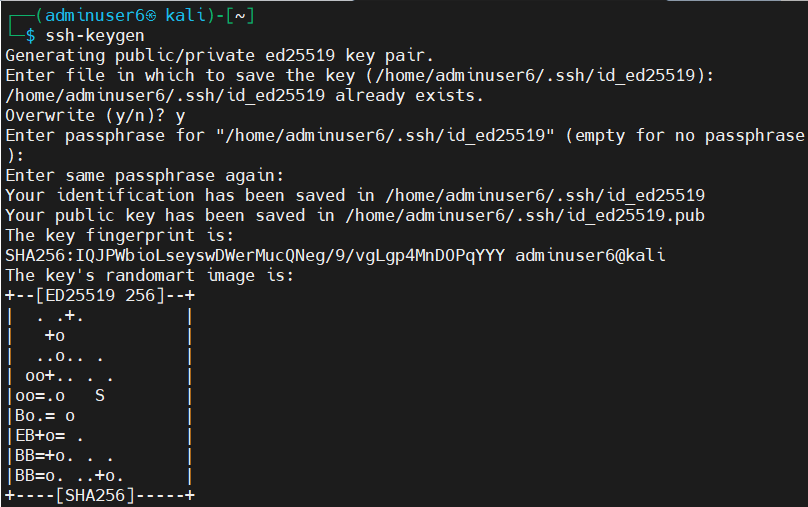 ┌──(adminuser6㉿ kali)-[~]
└─$ ssh-keygen
Generating public/private ed25519 key pair.
Enter file in which to save the key (/home/adminuser6/.ssh/id_ed25519):
/home/adminuser6/.ssh/id_ed25519 already exists.
Overwrite (y/n)? y
Enter passphrase for "/home/adminuser6/.ssh/id_ed25519" (empty for no passphrase
):
Enter same passphrase again:
Your identification has been saved in /home/adminuser6/.ssh/id_ed25519
Your public key has been saved in /home/adminuser6/.ssh/id_ed25519.pub
The key fingerprint is:
SHA256:IQJPWbioLseyswDWerMucQNeg/9/vgLgp4MnDOPqYYY adminuser6@kali
The key's randomart image is:
+--[ED25519 256]--+
|  . .+.          |
|   +o            |
|  ..o.. .        |
| oo+.. . .       |
|oo=.o   S        |
|Bo.= o           |
|EB+o= .          |
|BB=+o. . .       |
|BB=o. ..+o.      |
+----[SHA256]-----+